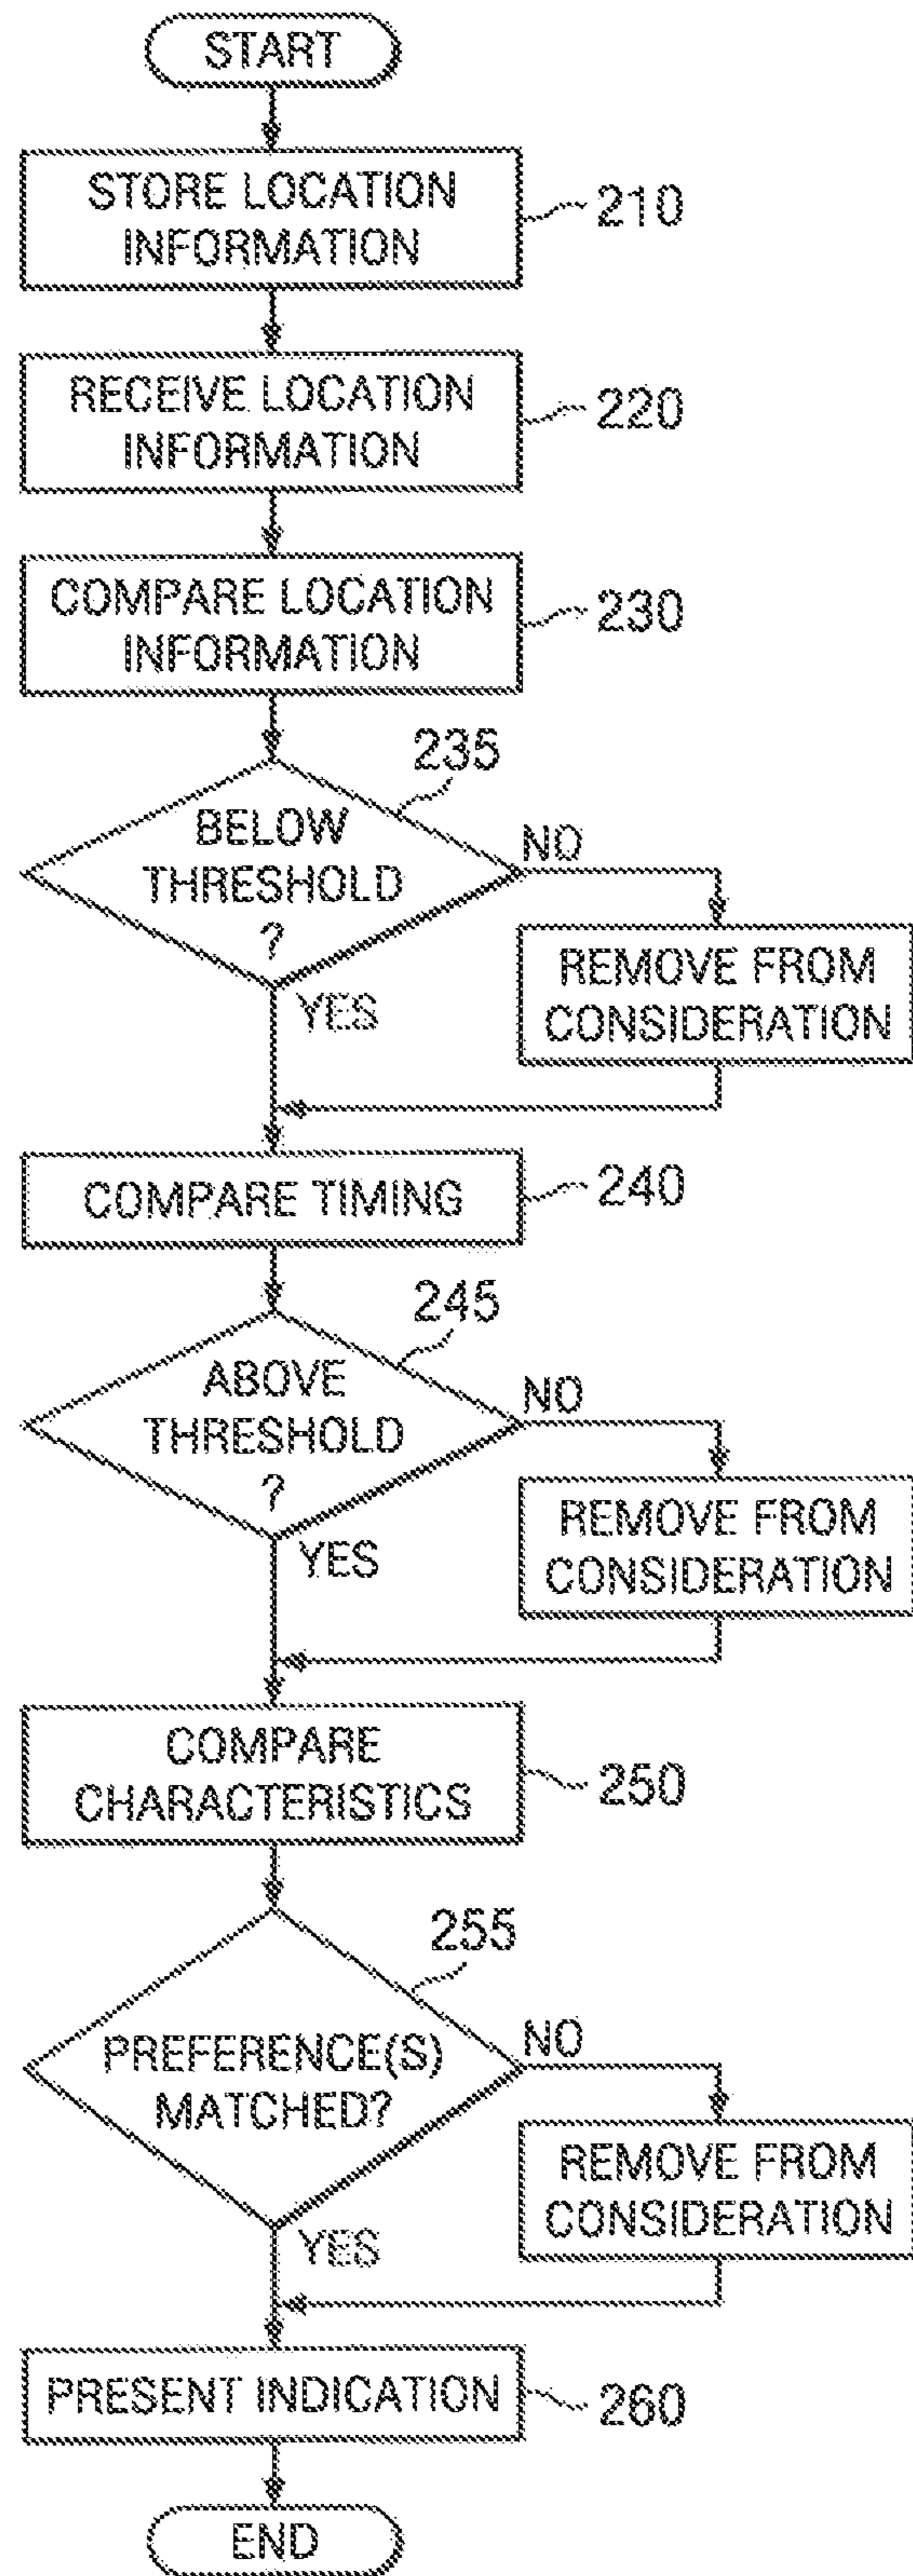 START
STORE LOCATION
INFORMATION
210
RECEIVE LOCATION
INFORMATION
220
COMPARE LOCATION
INFORMATION
230
235
BELOW
THRESHOLD
?
NO
YES
REMOVE FROM
CONSIDERATION
COMPARE TIMING
240
245
ABOVE
THRESHOLD
?
NO
YES
REMOVE FROM
CONSIDERATION
COMPARE
CHARACTERISTICS
250
255
PREFERENCE(S)
MATCHED?
NO
YES
REMOVE FROM
CONSIDERATION
PRESENT INDICATION
260
END